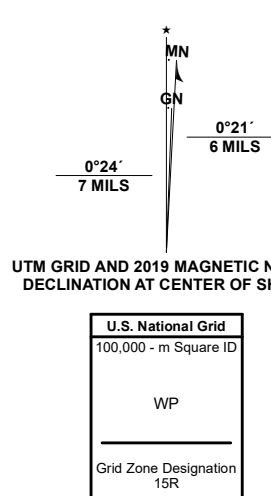 ★
MN
GN
0°21´
6 MILS
0°24´
7 MILS
UTM GRID AND 2019 MAGNETIC
DECLINATION AT CENTER OF
U.S. National Grid
100,000 - m Square ID
WP
Grid Zone Designation
15R